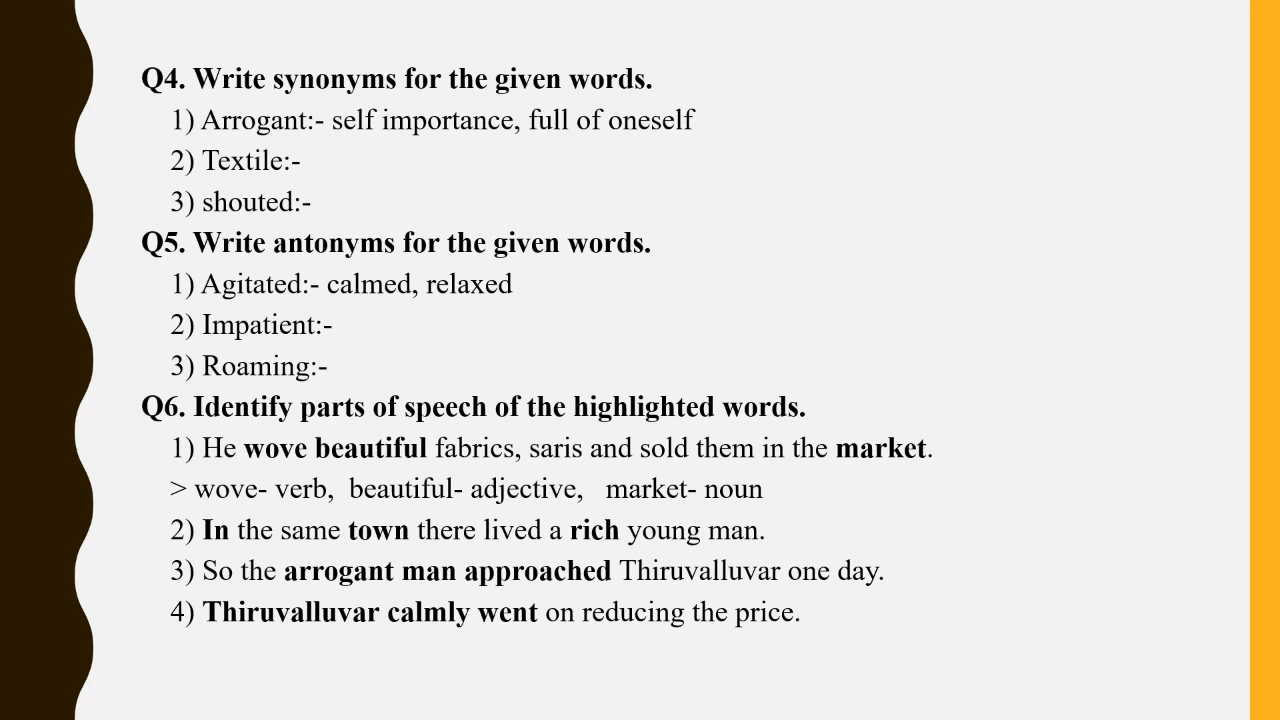 Q4. Write synonyms for the given words.
1) Arrogant:- self importance, full of oneself
2) Textile:-
3) shouted:-
Q5. Write antonyms for the given words.
1) Agitated:- calmed, relaxed
2) Impatient:-
3) Roaming:-
Q6. Identify parts of speech of the highlighted words.
1) He wove beautiful fabrics, saris and sold them in the market.
> wove- verb,  beautiful- adjective,   market- noun
2) In the same town there lived a rich young man.
3) So the arrogant man approached Thiruvalluvar one day.
4) Thiruvalluvar calmly went on reducing the price.